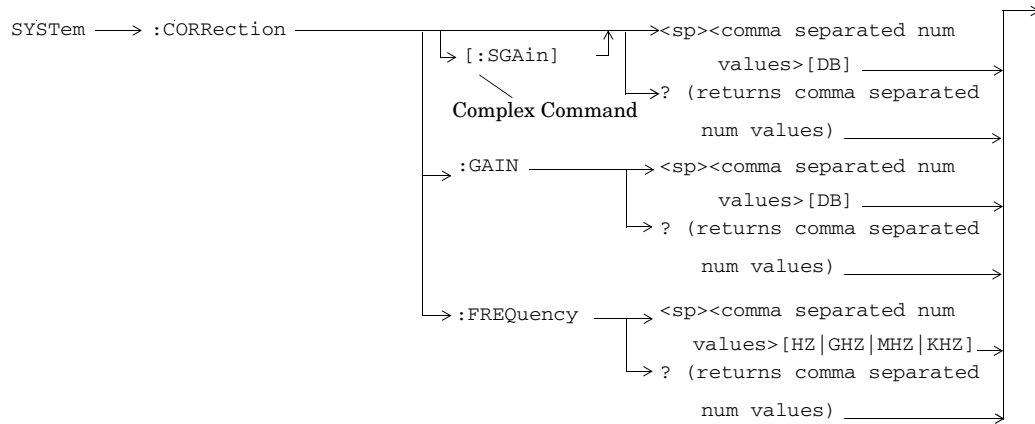 SYSTem :CORRection <sp><comma separated num
[:SGAin] values>[DB]
? (returns comma separated
Complex Command
num values)
:GAIN <sp><comma separated num
values>[DB]
? (returns comma separated
num values)
:FREQuency <sp><comma separated num
values>[HZ|GHZ|MHZ|KHZ]
? (returns comma separated
num values)